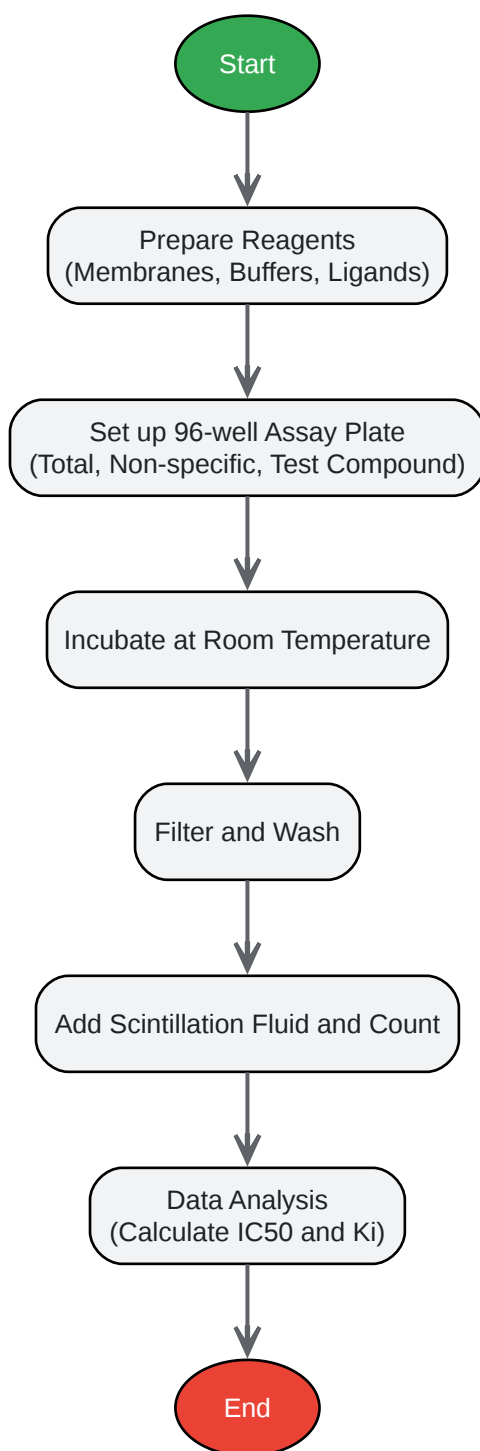 Start
Prepare Reagents
(Membranes, Buffers, Ligands)
Set up 96-well Assay Plate
(Total, Non-specific, Test Compound)
Incubate at Room Temperature
Filter and Wash
Add Scintillation Fluid and Count
Data Analysis
(Calculate IC50 and Ki)
End